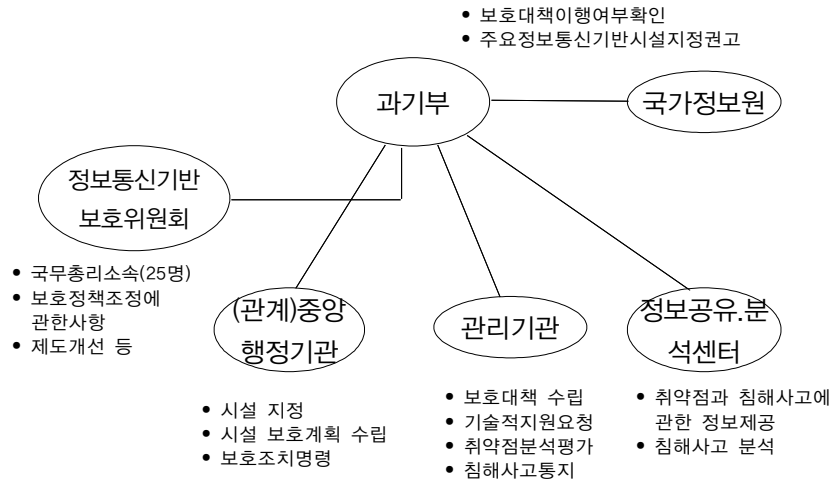 • 보호대책이행여부확인
• 주요정보통신기반시설지정권고
과기부
국가정보원
정보통신기반
보호위원회
• 국무총리소속(25명)
• 보호정책조정에
관한사항
• 제도개선 등
(관계)중앙
행정기관
• 시설 지정
• 시설 보호계획 수립
• 보호조치명령
관리기관
• 보호대책 수립
• 기술적지원요청
• 취약점분석평가
• 침해사고통지
정보공유.분
석센터
• 취약점과 침해사고에
관한 정보제공
• 침해사고 분석